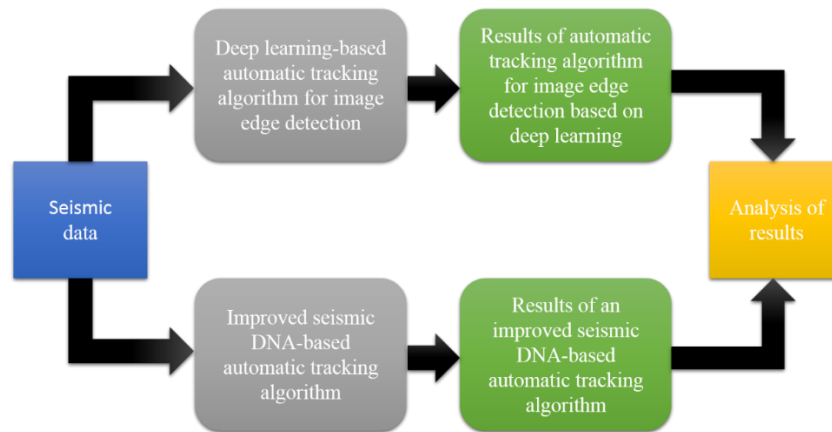 Deep learning-based
automatic tracking
algorithm for image
edge detection
Results of automatic
tracking algorithm
for image edge
detection based on
deep learning
Seismic
data
Analysis of
results
Improved seismic
DNA-based
automatic tracking
algorithm
Results of an
improved seismic
DNA-based
automatic tracking
algorithm